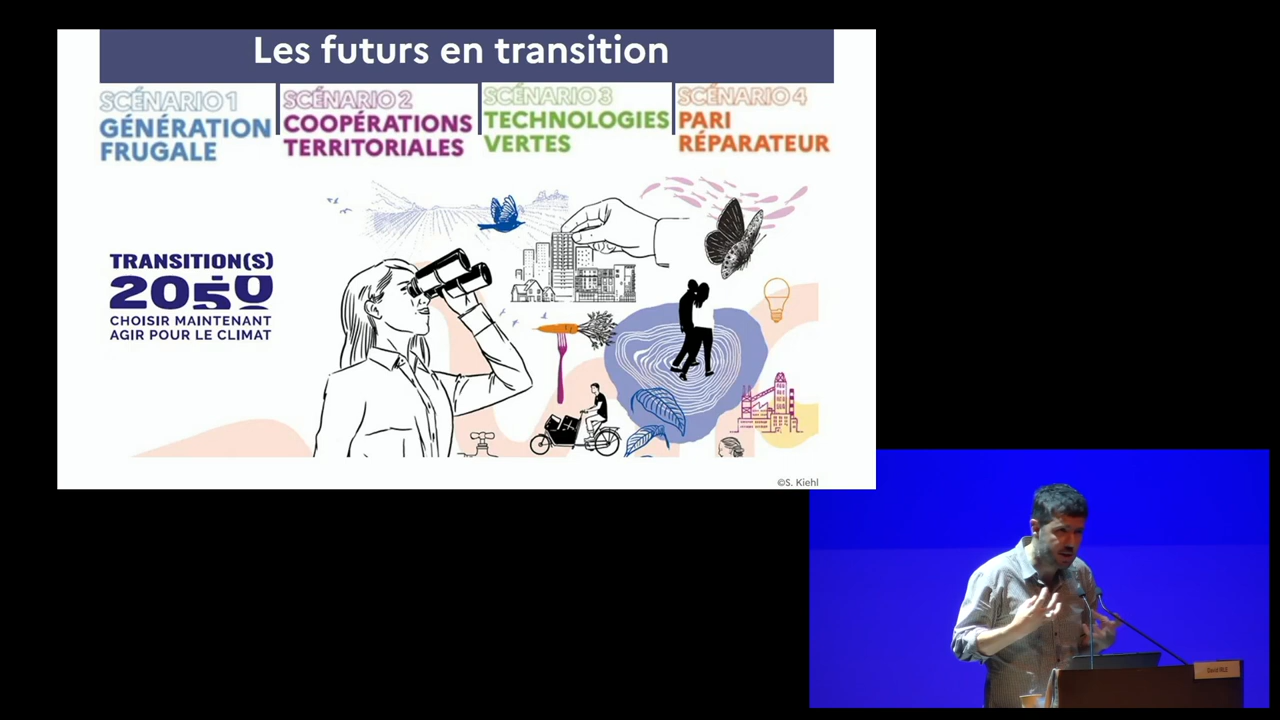 Les futurs en transition
SCÉNARIO 1
GÉNÉRATION
FRUGALE
SCÉNARIO 2
COOPÉRATIONS
TERRITORIALES
SCÉNARIO 3
TECHNOLOGIES
VERTES
SCÉNARIO 4
PARI
RÉPARATEUR
TRANSITION(S)
2050
CHOISIR MAINTENANT
AGIR POUR LE CLIMAT
©S. Kiehl
David